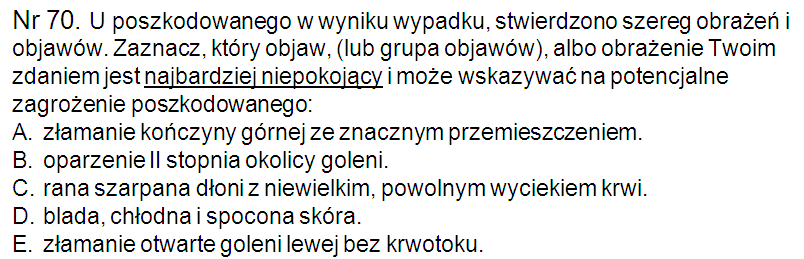 Nr 70. U poszkodowanego w wyniku wypadku, stwierdzono szereg obrażeń i
objawów. Zaznacz, który objaw, (lub grupa objawów), albo obrażenie Twoim
zdaniem jest najbardziej niepokojący i może wskazywać na potencjalne
zagrożenie poszkodowanego:
A. złamanie kończyny górnej ze znacznym przemieszczeniem.
B. oparzenie II stopnia okolicy goleni.
C. rana szarpana dłoni z niewielkim, powolnym wyciekiem krwi.
D. blada, chłodna i spocona skóra.
E. złamanie otwarte goleni lewej bez krwotoku.